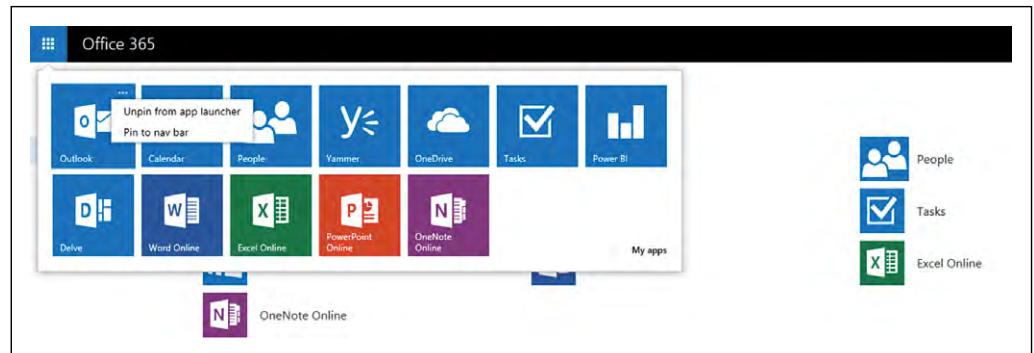 Office 365
Unpin from app launcher
Pin to nav bar
Outlook
Calendar
People
Yammer
OneDrive
Tasks
Power BI
Delve
Word Online
Excel Online
PowerPoint
Online
OneNote
Online
My apps
People
Tasks
Excel Online
OneNote Online